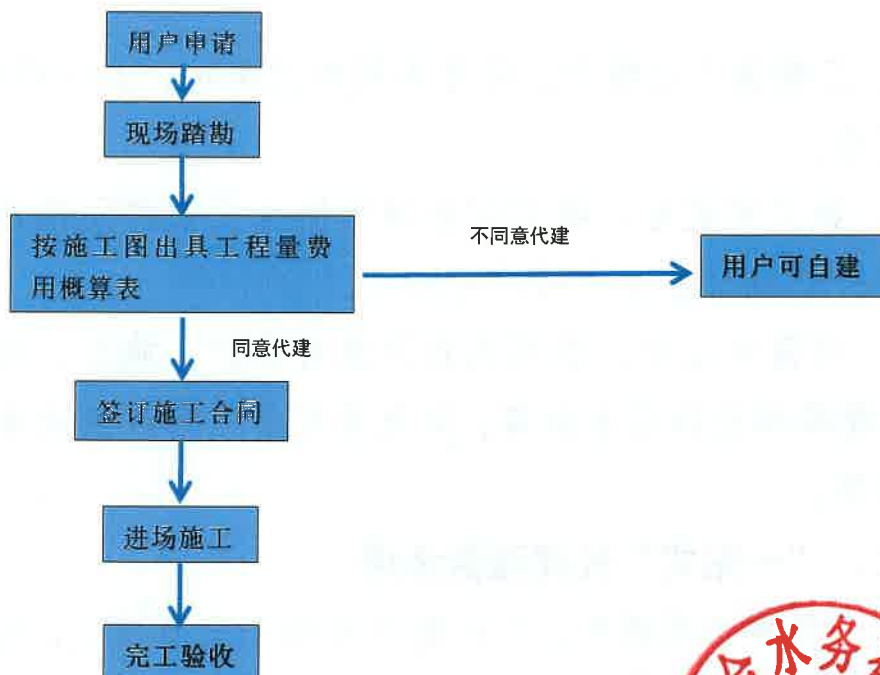 用户申请
现场踏勘
按施工图出具工程量费
用概算表
不同意代建
用户可自建
同意代建
签订施工合同
进场施工
完工验收
水务